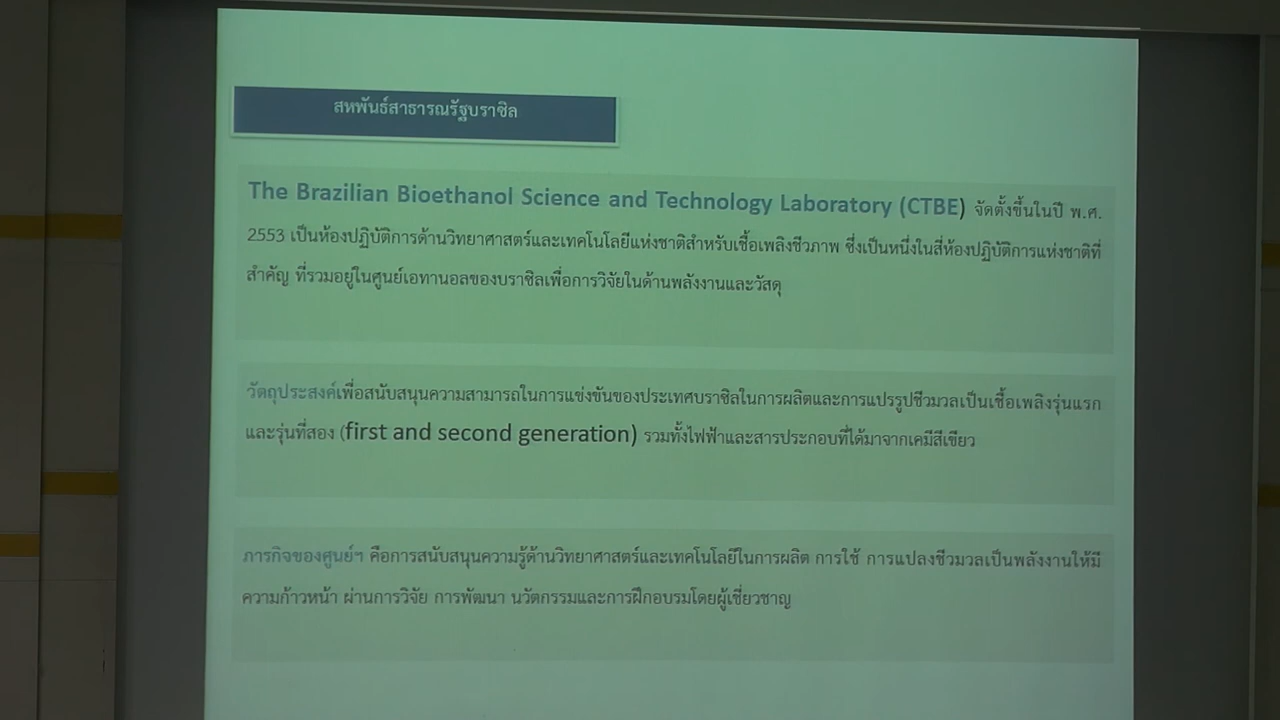 สหพันธ์สาธารณรัฐบราซิล
The Brazilian Bioethanol Science and Technology Laboratory (CTBE) จัดตั้งขึ้นในปี พ.ศ.
2553 เป็นห้องปฏิบัติการด้านวิทยาศาสตร์และเทคโนโลยีแห่งชาติสำหรับเชื้อเพลิงชีวภาพ ซึ่งเป็นหนึ่งในสี่ห้องปฏิบัติการแห่งชาติที่
สำคัญ ที่รวมอยู่ในศูนย์เอทานอลของบราซิลเพื่อการวิจัยในด้านพลังงานและวัสดุ
วัตถุประสงค์เพื่อสนับสนุนความสามารถในการแข่งขันของประเทศบราซิลในการผลิตและการแปรรูปชีวมวลเป็นเชื้อเพลิงรุ่นแรก
และรุ่นที่สอง (first and second generation) รวมทั้งไฟฟ้าและสารประกอบที่ได้มาจากเคมีสีเขียว
ภารกิจของศูนย์ฯ คือการสนับสนุนความรู้ด้านวิทยาศาสตร์และเทคโนโลยีในการผลิต การใช้ การแปลงชีวมวลเป็นพลังงานให้มี
ความก้าวหน้า ผ่านการวิจัย การพัฒนา นวัตกรรมและการฝึกอบรมโดยผู้เชี่ยวชาญ